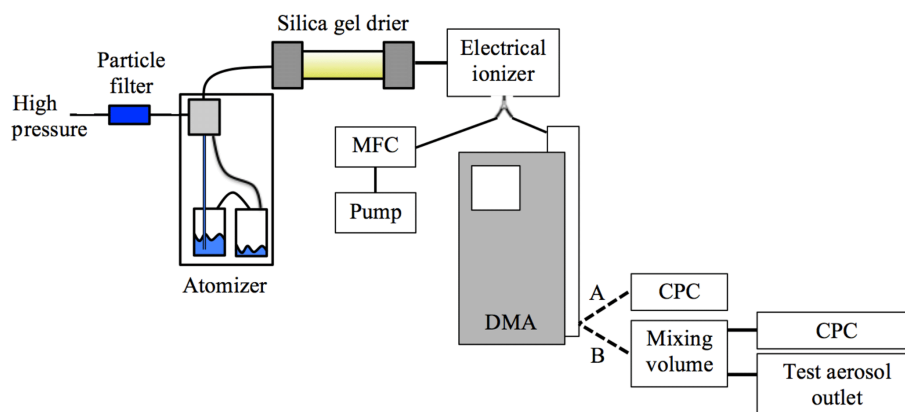 Silica gel drier
Electrical
ionizer
Particle
filter
High
pressure
MFC
Pump
Atomizer
DMA
A
B
CPC
Mixing
volume
CPC
Test aerosol
outlet